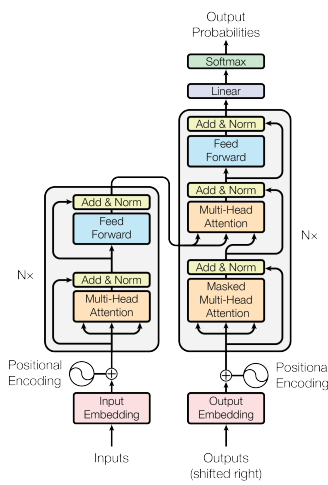 Output
Probabilities
Softmax
Linear
Add & Norm
Feed
Forward
Add & Norm
Multi-Head
Attention
Add & Norm
Masked
Multi-Head
Attention
Nx
Add & Norm
Feed
Forward
Add & Norm
Multi-Head
Attention
Nx
Positional
Encoding
Positional
Encoding
Input
Embedding
Output
Embedding
Inputs
Outputs
(shifted right)